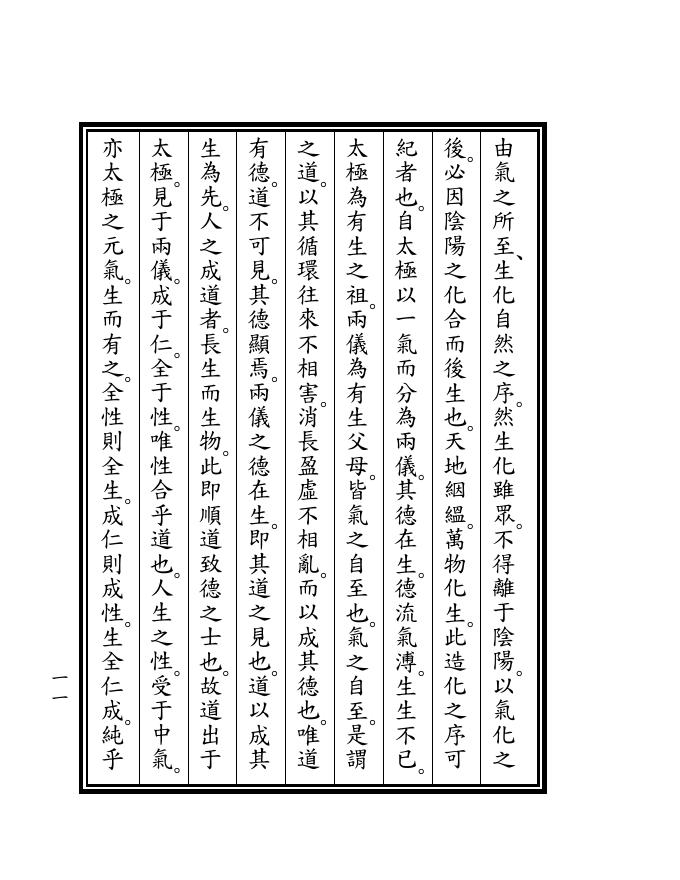 由氣之所至、生化自然之序。然生化雖眾。不得離于陰陽。以氣化之
後。必因陰陽之化合而後生也。天地絪縕。萬物化生。此造化之序可
紀者也。自太極以一氣而分為兩儀。其德在生。德流氣溥。生生不已。
太極為有生之祖。兩儀為有生父母。皆氣之自至也。氣之自至。是謂
之道。以其循環往來不相害。消長盈虛不相亂。而以成其德也。唯道
有德。道不可見。其德顯焉。兩儀之德在生。即其道之見也。道以成其
生為先。人之成道者。長生而生物。此即順道致德之士也。故道出于
太極。見于兩儀。成于仁。全于性。唯性合乎道也。人生之性。受于中氣。
亦太極之元氣。生而有之。全性則全生。成仁則成性。生全仁成。純乎
一一